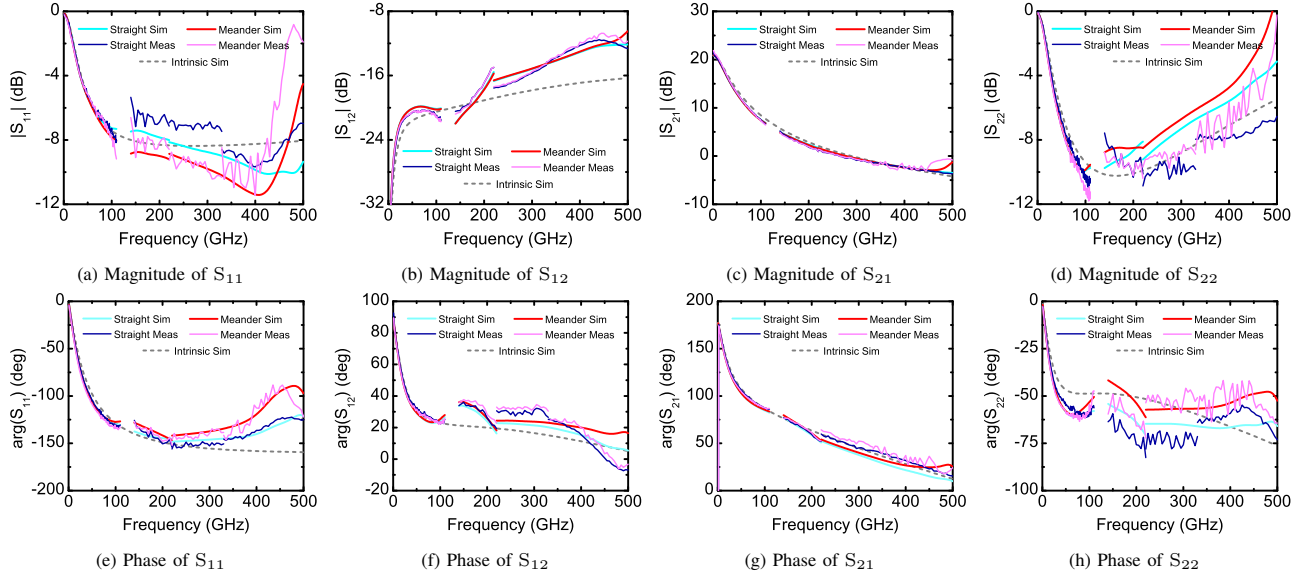 |S11| (dB)
0
-4
-8
-12
Straight Sim
Meander Sim
Straight Meas
Meander Meas
Intrinsic Sim
0 100 200 300 400 500
Frequency (GHz)
(a) Magnitude of S11
|S12| (dB)
-8
-16
-24
-32
Straight Sim
Meander Sim
Straight Meas
Meander Meas
Intrinsic Sim
0 100 200 300 400 500
Frequency (GHz)
(b) Magnitude of S12
|S21| (dB)
30
20
10
0
-10
Straight Sim
Meander Sim
Straight Meas
Meander Meas
Intrinsic Sim
0 100 200 300 400 500
Frequency (GHz)
(c) Magnitude of S21
|S22| (dB)
0
-4
-8
-12
Straight Sim
Meander Sim
Straight Meas
Meander Meas
Intrinsic Sim
0 100 200 300 400 500
Frequency (GHz)
(d) Magnitude of S22
arg(S11) (deg)
0
-50
-100
-150
-200
Straight Sim
Meander Sim
Straight Meas
Meander Meas
Intrinsic Sim
0 100 200 300 400 500
Frequency (GHz)
(e) Phase of S11
arg(S12) (deg)
100
80
60
40
20
0
-20
Straight Sim
Meander Sim
Straight Meas
Meander Meas
Intrinsic Sim
0 100 200 300 400 500
Frequency (GHz)
(f) Phase of S12
arg(S21) (deg)
200
150
100
50
0
Straight Sim
Meander Sim
Straight Meas
Meander Meas
Intrinsic Sim
0 100 200 300 400 500
Frequency (GHz)
(g) Phase of S21
arg(S22) (deg)
0
-25
-50
-75
-100
Straight Sim
Meander Sim
Straight Meas
Meander Meas
Intrinsic Sim
0 100 200 300 400 500
Frequency (GHz)
(h) Phase of S22